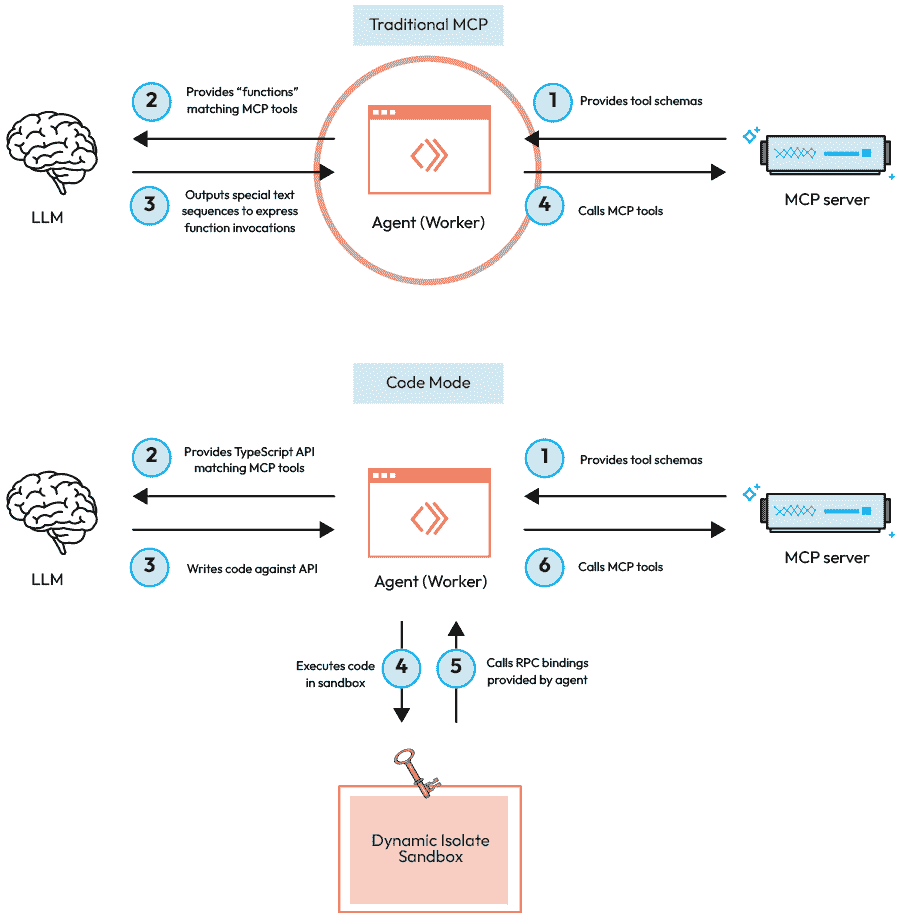 Traditional MCP
2
Provides “functions”
matching MCP tools
1
Provides tool schemas
3
Outputs special text
sequences to express
function invocations
4
Calls MCP tools
LLM
Agent (Worker)
MCP server
Code Mode
2
Provides TypeScript API
matching MCP tools
1
Provides tool schemas
3
Writes code against API
6
Calls MCP tools
LLM
Agent (Worker)
MCP server
Executes code
in sandbox
4
5
Calls RPC bindings
provided by agent
Dynamic Isolate
Sandbox